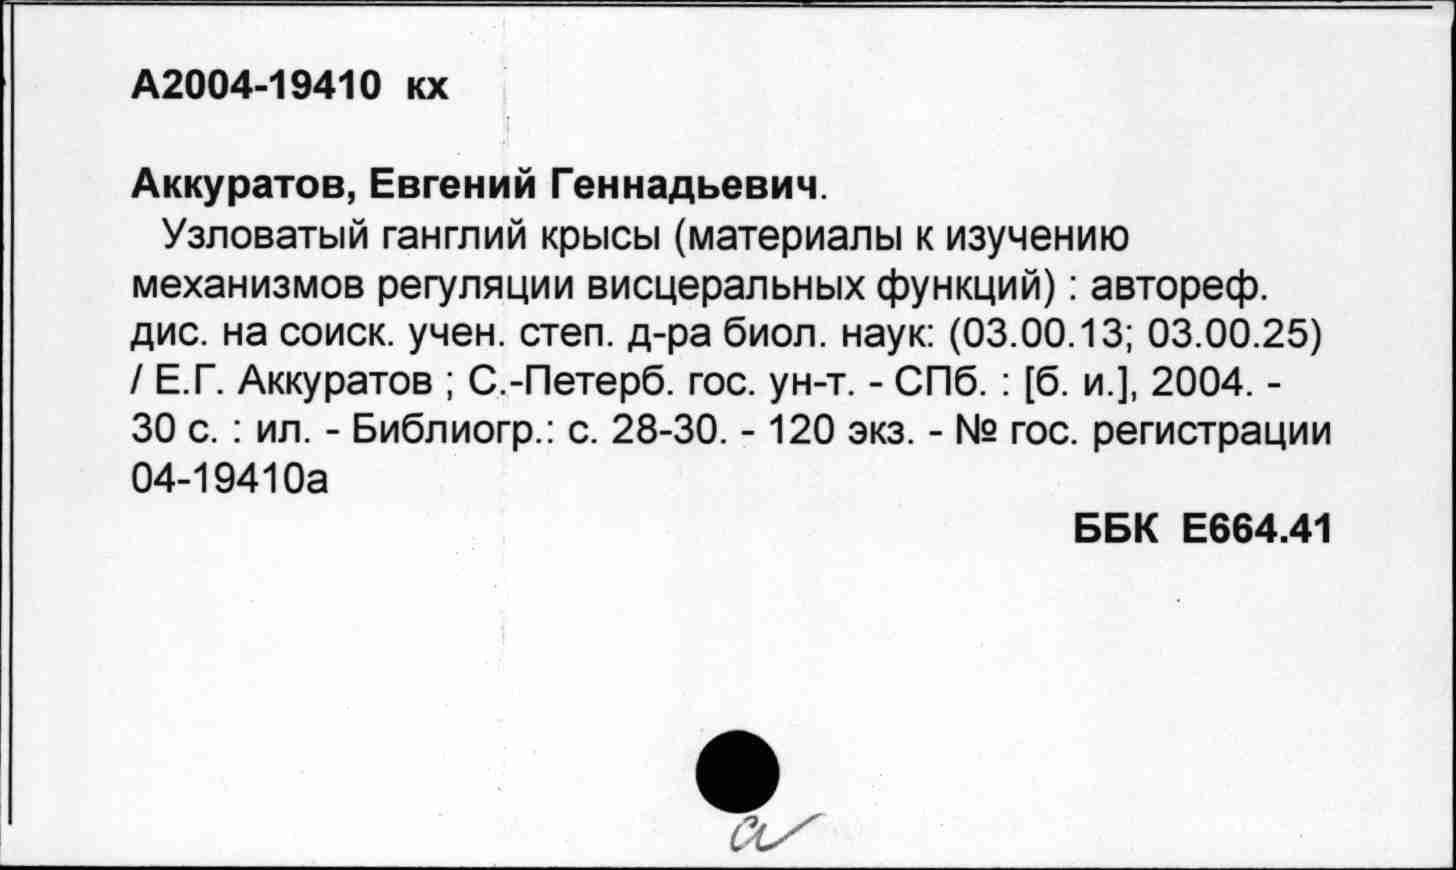 А2004-19410 кх
Аккуратов, Евгений Геннадьевич.
Узловатый ганглий крысы (материалы к изучению
механизмов регуляции висцеральных функций) : автореф.
дис. на соиск. учен. степ. д-ра биол. наук: (03.00.13; 03.00.25)
/ Е.Г. Аккуратов ; С.-Петерб. гос. ун-т. - СПб. : [б. и.], 2004. -
30 с. : ил. - Библиогр.: с. 28-30. - 120 экз. - № гос. регистрации
04-19410а
ББК Е664.41
а